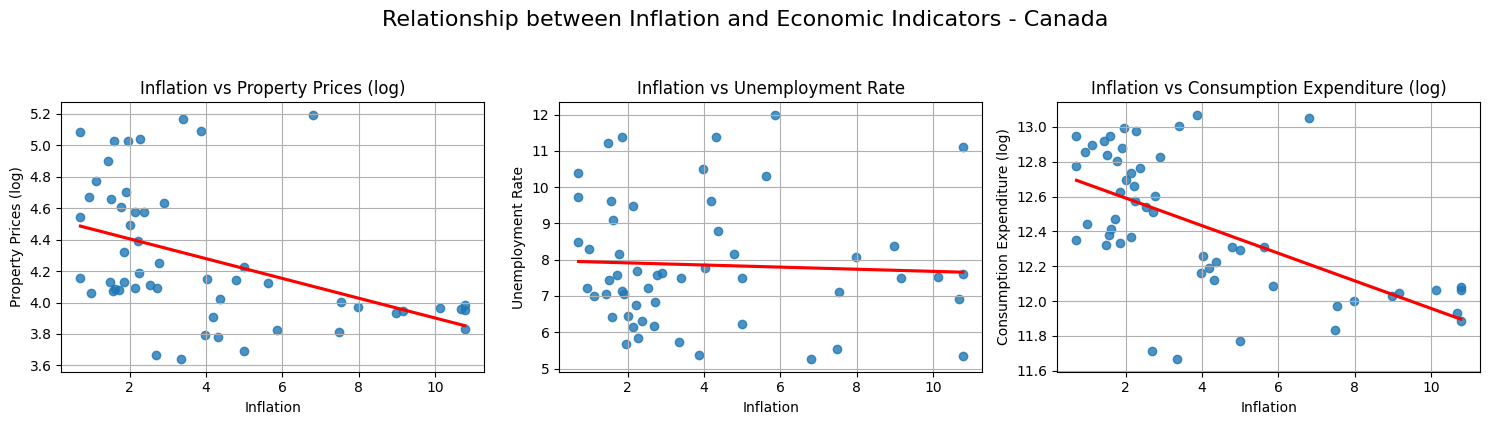 Relationship between Inflation and Economic Indicators - Canada
Inflation vs Property Prices (log)
Property Prices (log)
5.2
5.0
4.8
4.6
4.4
4.2
4.0
3.8
3.6
2 4 6 8 10
Inflation
Inflation vs Unemployment Rate
Unemployment Rate
12
11
10
9
8
7
6
5
2 4 6 8 10
Inflation
Inflation vs Consumption Expenditure (log)
Consumption Expenditure (log)
13.0
12.8
12.6
12.4
12.2
12.0
11.8
11.6
2 4 6 8 10
Inflation